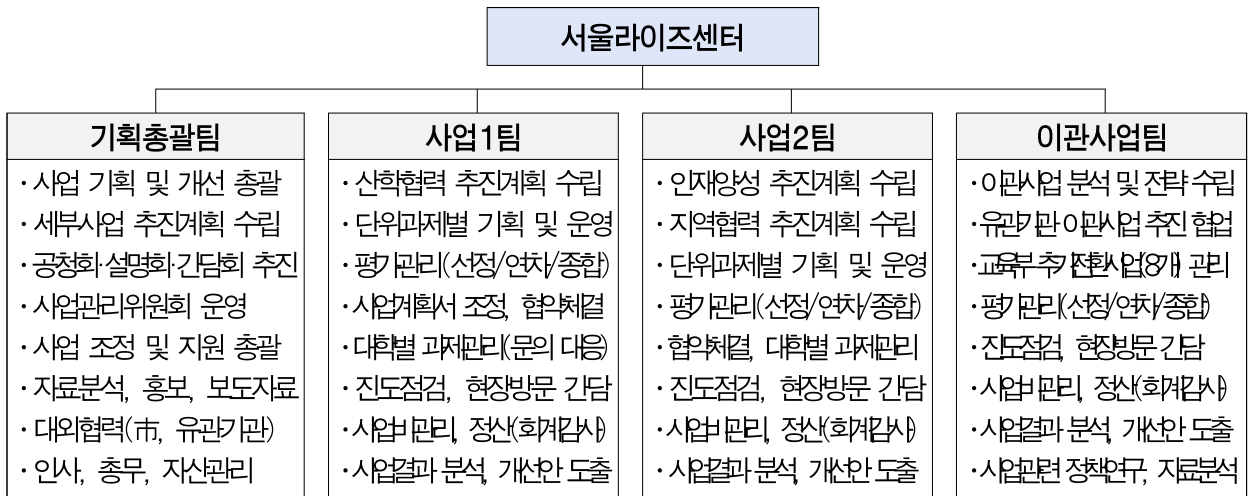 서울라이즈센터
기획총괄팀
·사업 기획 및 개선 총괄
·세부사업 추진계획 수립
·공청회·설명회·간담회 추진
·사업관리위원회 운영
·사업 조정 및 지원 총괄
·자료분석, 홍보, 보도자료
·대외협력(市, 유관기관)
·인사, 총무, 자산관리
사업1팀
·산학협력 추진계획 수립
·단위과제별 기획 및 운영
·평가관리(선정/연차/종합)
·사업계획서 조정, 협약체결
·대학별 과제관리(문의 대응)
·진도점검, 현장방문 간담
·사업비관리, 정산(회계감사)
·사업결과 분석, 개선안 도출
사업2팀
·인재양성 추진계획 수립
·지역협력 추진계획 수립
·단위과제별 기획 및 운영
·평가관리(선정/연차/종합)
·협약체결, 대학별 과제관리
·진도점검, 현장방문 간담
·사업비관리, 정산(회계감사)
·사업결과 분석, 개선안 도출
이관사업팀
·이관사업 분석 및 전략 수립
·유관기관 이관사업 추진 협업
·교육부 추가 전환사업(8개) 관리
·평가관리(선정/연차/종합)
·진도점검, 현장방문 간담
·사업비관리, 정산(회계감사)
·사업결과 분석, 개선안 도출
·사업관련 정책연구, 자료분석